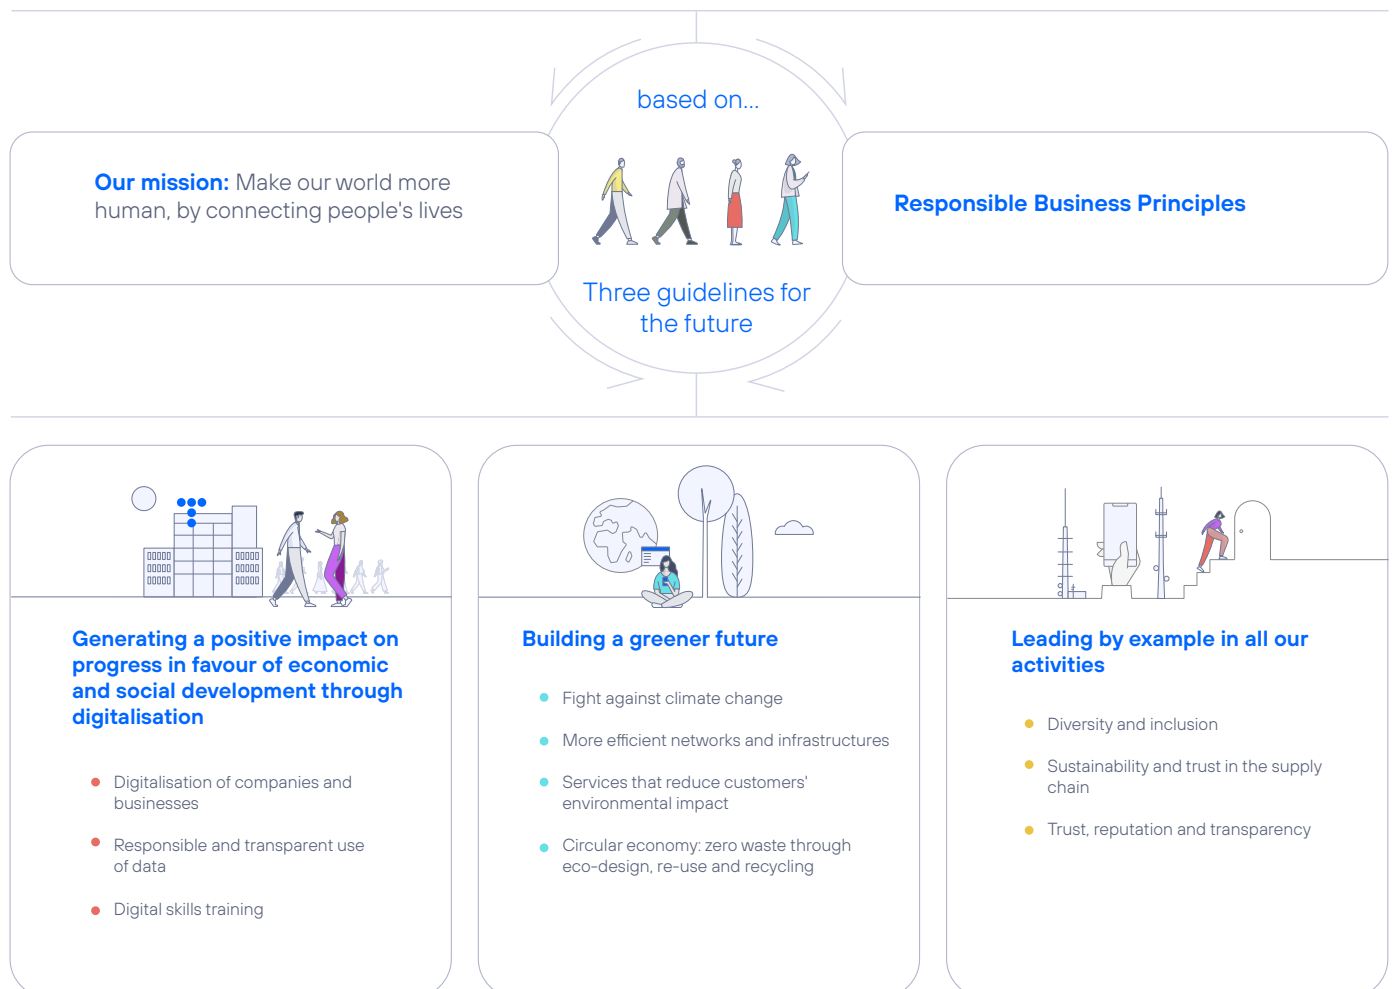 based on...
Our mission: Make our world more
human, by connecting people's lives
Responsible Business Principles
Three guidelines for
the future
Generating a positive impact on
progress in favour of economic
and social development through
digitalisation
Digitalisation of companies and
businesses
Responsible and transparent use
of data
Digital skills training
Building a greener future
Fight against climate change
More efficient networks and infrastructures
Services that reduce customers'
environmental impact
Circular economy: zero waste through
eco-design, re-use and recycling
Leading by example in all our
activities
Diversity and inclusion
Sustainability and trust in the supply
chain
Trust, reputation and transparency